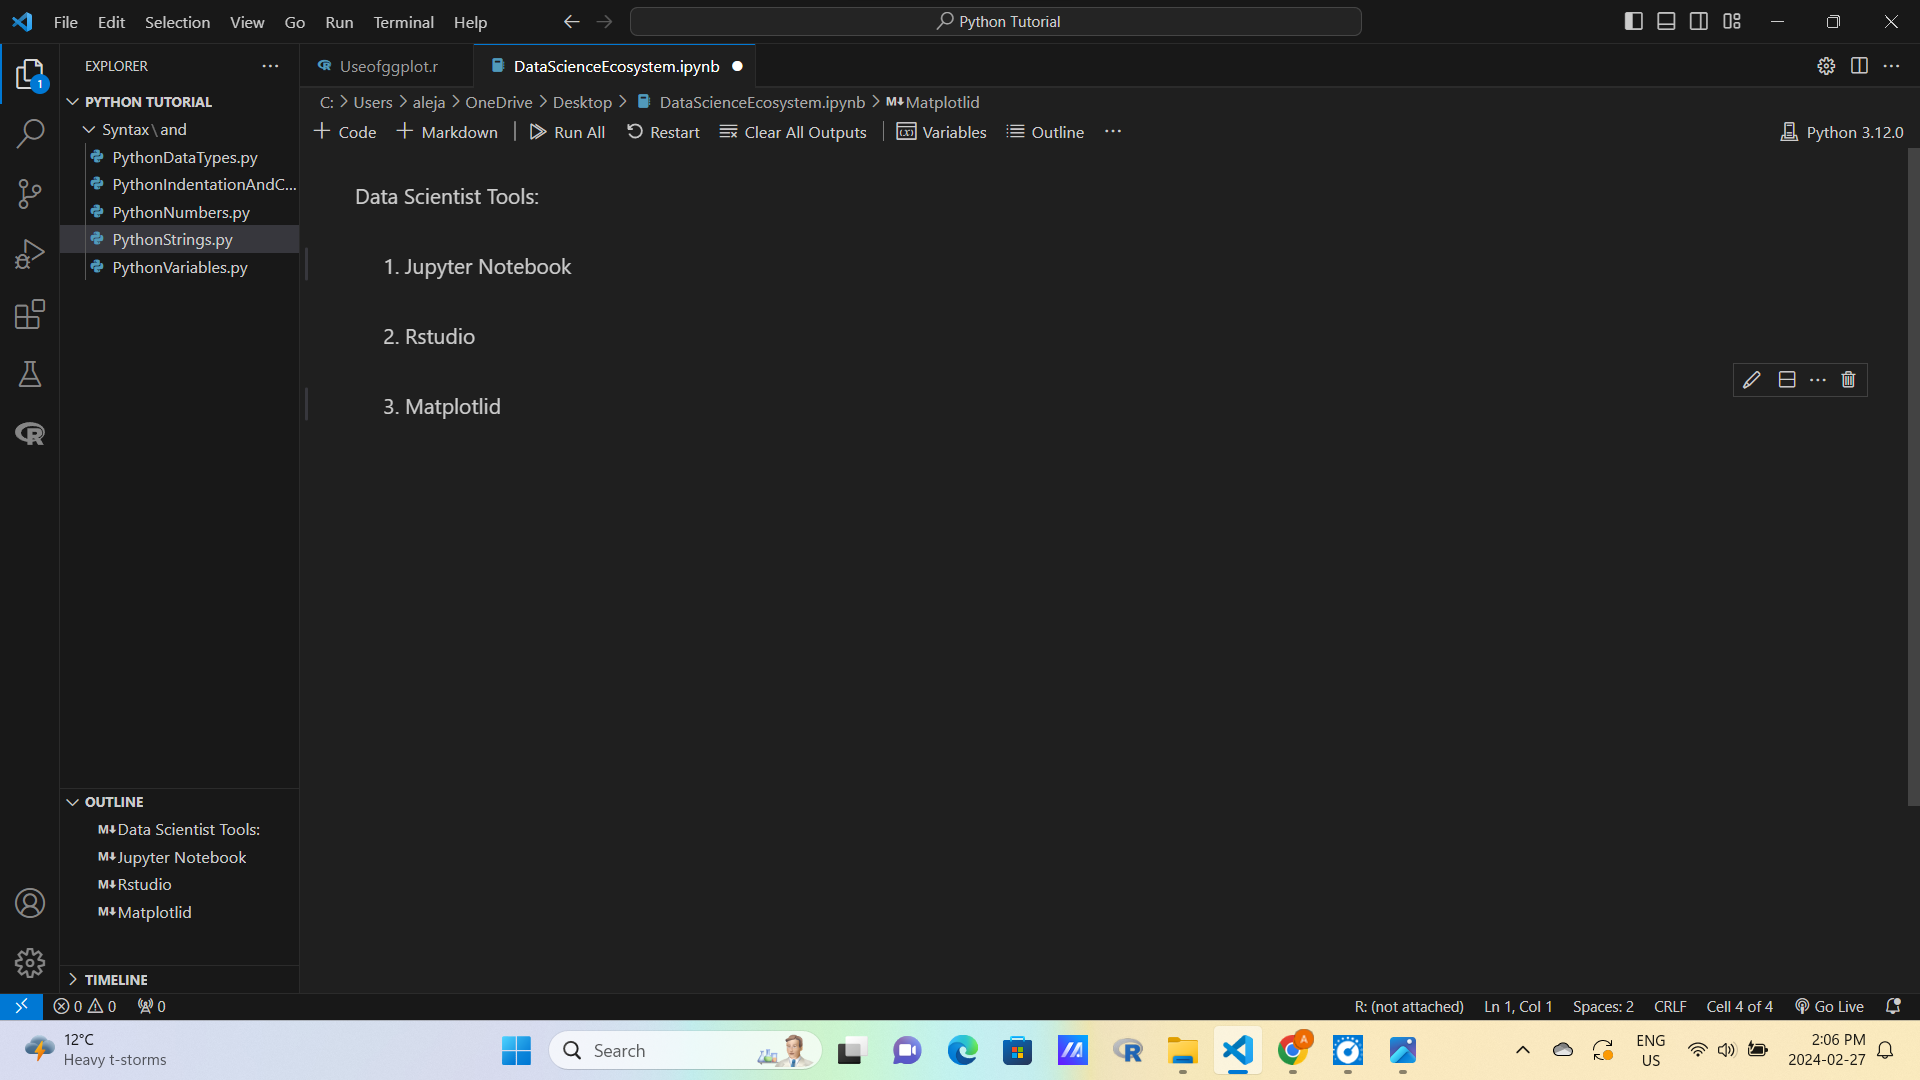 File Edit Selection View Go Run Terminal Help
Python Tutorial
EXPLORER
1
Useofggplot.r
DataScienceEcosystem.ipynb
PYTHON TUTORIAL
C: > Users > aleja > OneDrive > Desktop > DataScienceEcosystem.ipynb > M↓Matplotlid
Syntax\and
+ Code + Markdown | Run All Restart Clear All Outputs | Variables Outline ...
Python 3.12.0
PythonDataTypes.py
PythonIndentationAndC...
PythonNumbers.py
PythonStrings.py
PythonVariables.py
Data Scientist Tools:
1. Jupyter Notebook
2. Rstudio
3. Matplotlid
OUTLINE
M↓Data Scientist Tools:
M↓Jupyter Notebook
M↓Rstudio
M↓Matplotlid
TIMELINE
0 0 0
R: (not attached) Ln 1, Col 1 Spaces: 2 CRLF Cell 4 of 4 Go Live
12°C
Heavy t-storms
Search
A
ENG
US
2:06 PM
2024-02-27